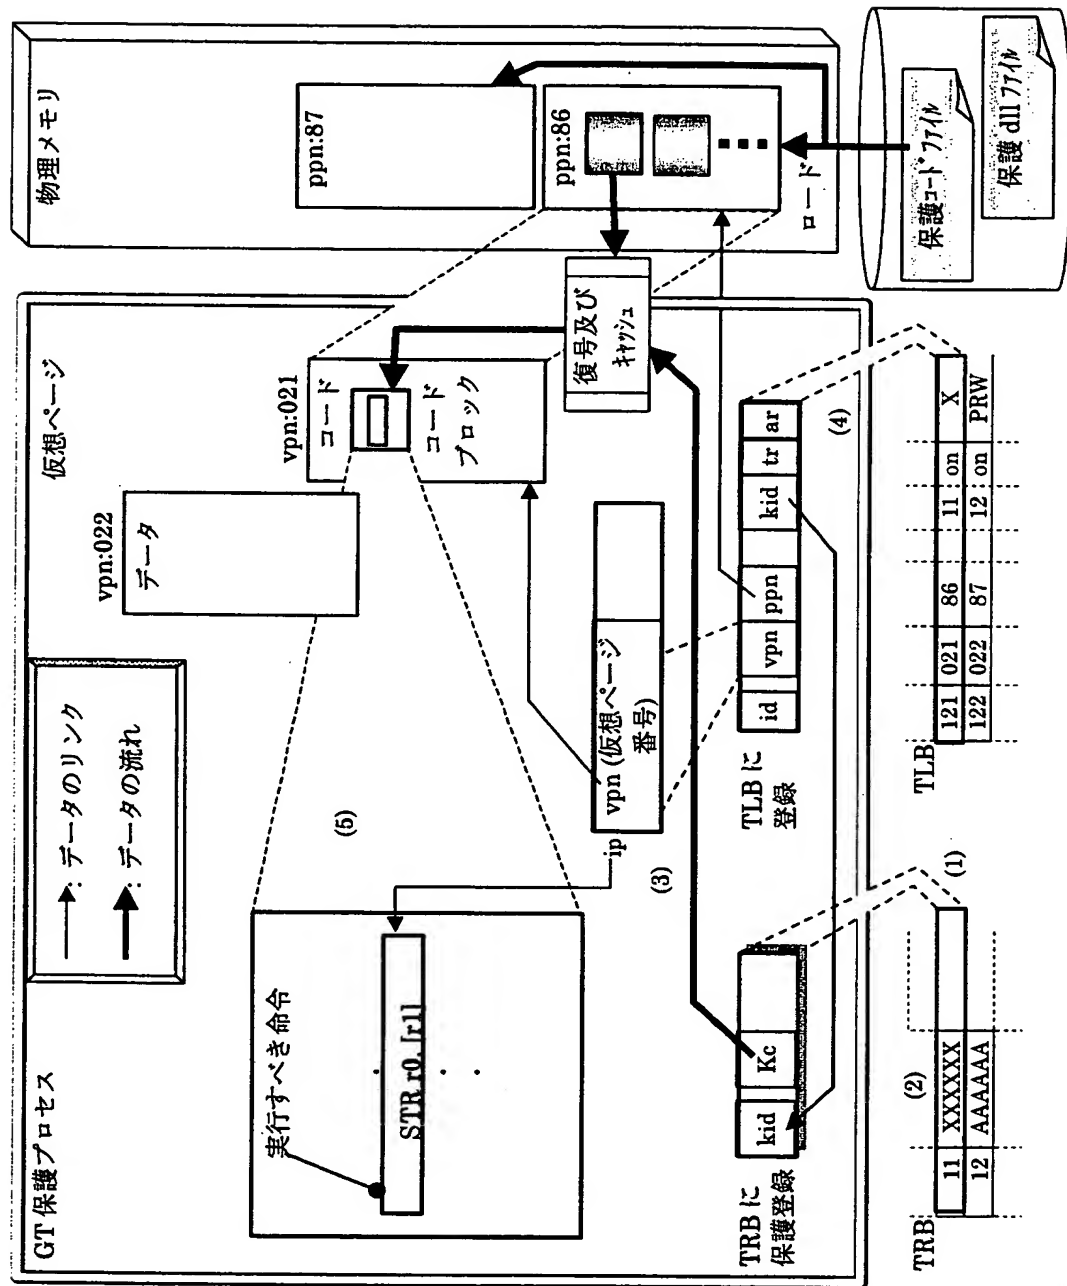 GT 保護プロセス
: データのリンク
: データの流れ
仮想ページ
物理メモリ
実行すべき命令
STR r0, [r1]
(5)
vpn:022
データ
vpn:021
コード
コード
ブロック
ppn:87
ppn:86
ロード
復号及び
キャッシュ
保護コードファイル
保護 dll ファイル
ip
vpn (仮想ページ
番号)
(3)
TRBに
保護登録
kid
Kc
TLBに
登録
id
vpn
ppn
kid
tr
ar
(1)
(4)
TRB
(2)
11 XXXXXX
12 AAAAAA
TLB
121 021 86 11 on X
122 022 87 12 on PRW